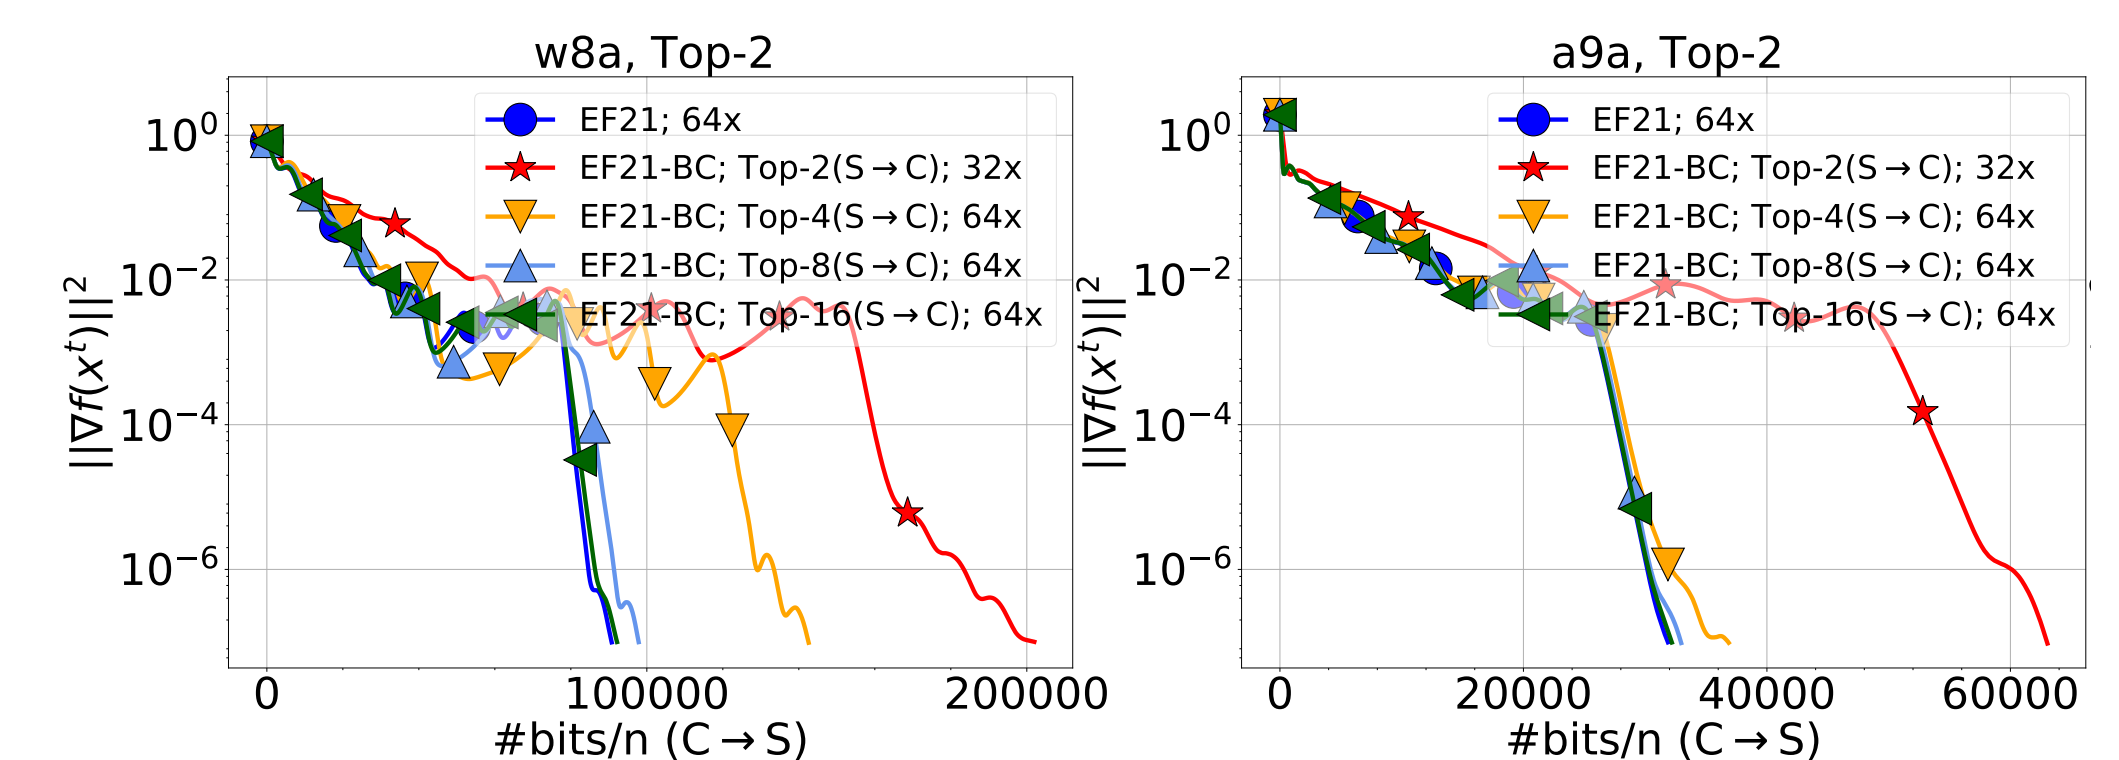 w8a, Top-2
||∇f(x^t)||^2
10^0
10^−2
10^−4
10^−6
EF21; 64x
EF21-BC; Top-2(S→C); 32x
EF21-BC; Top-4(S→C); 64x
EF21-BC; Top-8(S→C); 64x
EF21-BC; Top-16(S→C); 64x
0 100000 200000
#bits/n (C→S)
a9a, Top-2
||∇f(x^t)||^2
10^0
10^−2
10^−4
10^−6
EF21; 64x
EF21-BC; Top-2(S→C); 32x
EF21-BC; Top-4(S→C); 64x
EF21-BC; Top-8(S→C); 64x
EF21-BC; Top-16(S→C); 64x
0 20000 40000 60000
#bits/n (C→S)